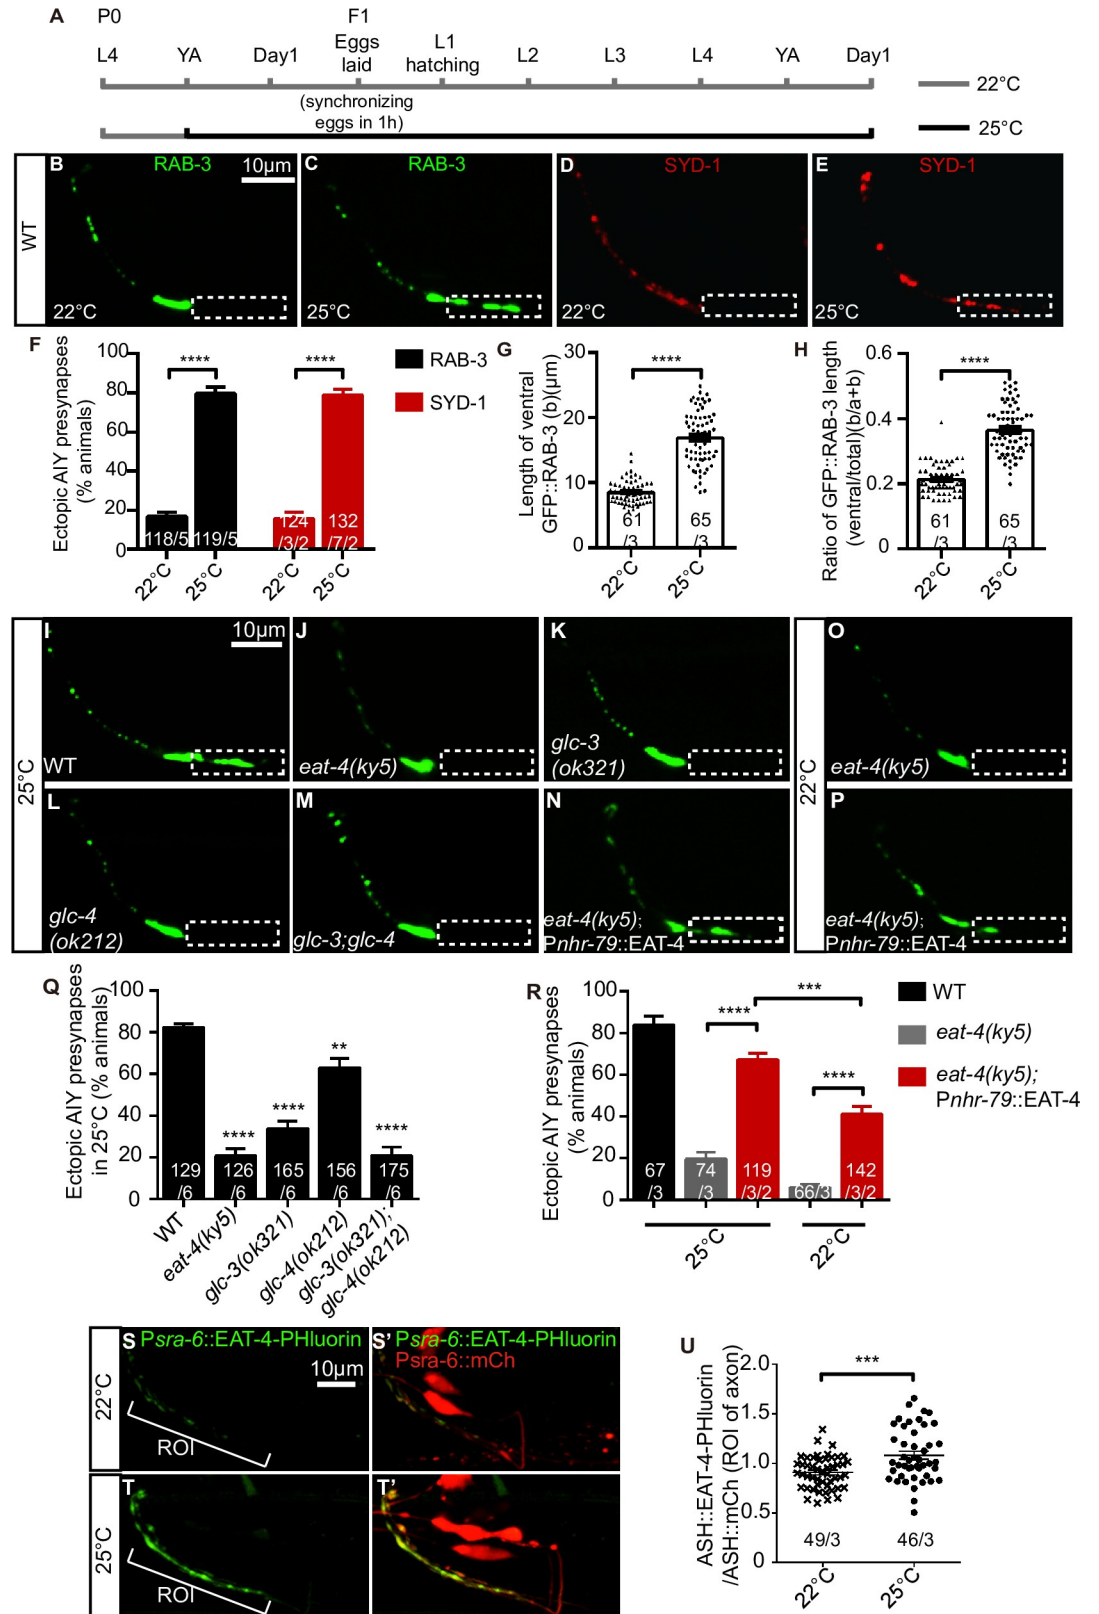 A
P0
F1
L4
YA
Day1
Eggs
laid
L1
hatching
L2
L3
L4
YA
Day1
22°C
(synchronizing
eggs in 1h)
25°C
WT
B
RAB-3
10μm
22°C
C
RAB-3
25°C
D
SYD-1
22°C
E
SYD-1
25°C
F
Ectopic AIY presynapses
(% animals)
100
80
60
40
20
0
****
****
RAB-3
SYD-1
118/5
119/5
124
/3/2
132
/7/2
22°C
25°C
22°C
25°C
G
Length of ventral
GFP::RAB-3 (b)(μm)
30
20
10
0
****
61
/3
65
/3
22°C
25°C
H
Ratio of GFP::RAB-3 length
(ventral/total)(b/a+b)
0.6
0.4
0.2
0
****
61
/3
65
/3
22°C
25°C
25°C
I
10μm
WT
J
eat-4(ky5)
K
glc-3
(ok321)
22°C
O
eat-4(ky5)
L
glc-4
(ok212)
M
glc-3;glc-4
N
eat-4(ky5);
Pnhr-79::EAT-4
P
eat-4(ky5);
Pnhr-79::EAT-4
Q
Ectopic AIY presynapses
in 25°C (% animals)
100
80
60
40
20
0
****
****
**
****
129
/6
126
/6
165
/6
156
/6
175
/6
WT
eat-4(ky5)
glc-3(ok321)
glc-4(ok212)
glc-3(ok321);
glc-4(ok212)
R
Ectopic AIY presynapses
(% animals)
100
80
60
40
20
0
****
***
****
67
/3
74
/3
119
/3/2
66/3
142
/3/2
25°C
22°C
WT
eat-4(ky5)
eat-4(ky5);
Pnhr-79::EAT-4
22°C
S
Psra-6::EAT-4-PHluorin
10μm
ROI
S'
Psra-6::EAT-4-PHluorin
Psra-6::mCh
25°C
T
ROI
T'
U
ASH::EAT-4-PHluorin
/ASH::mCh (ROI of axon)
2.0
1.5
1.0
0.5
0
***
49/3
46/3
22°C
25°C